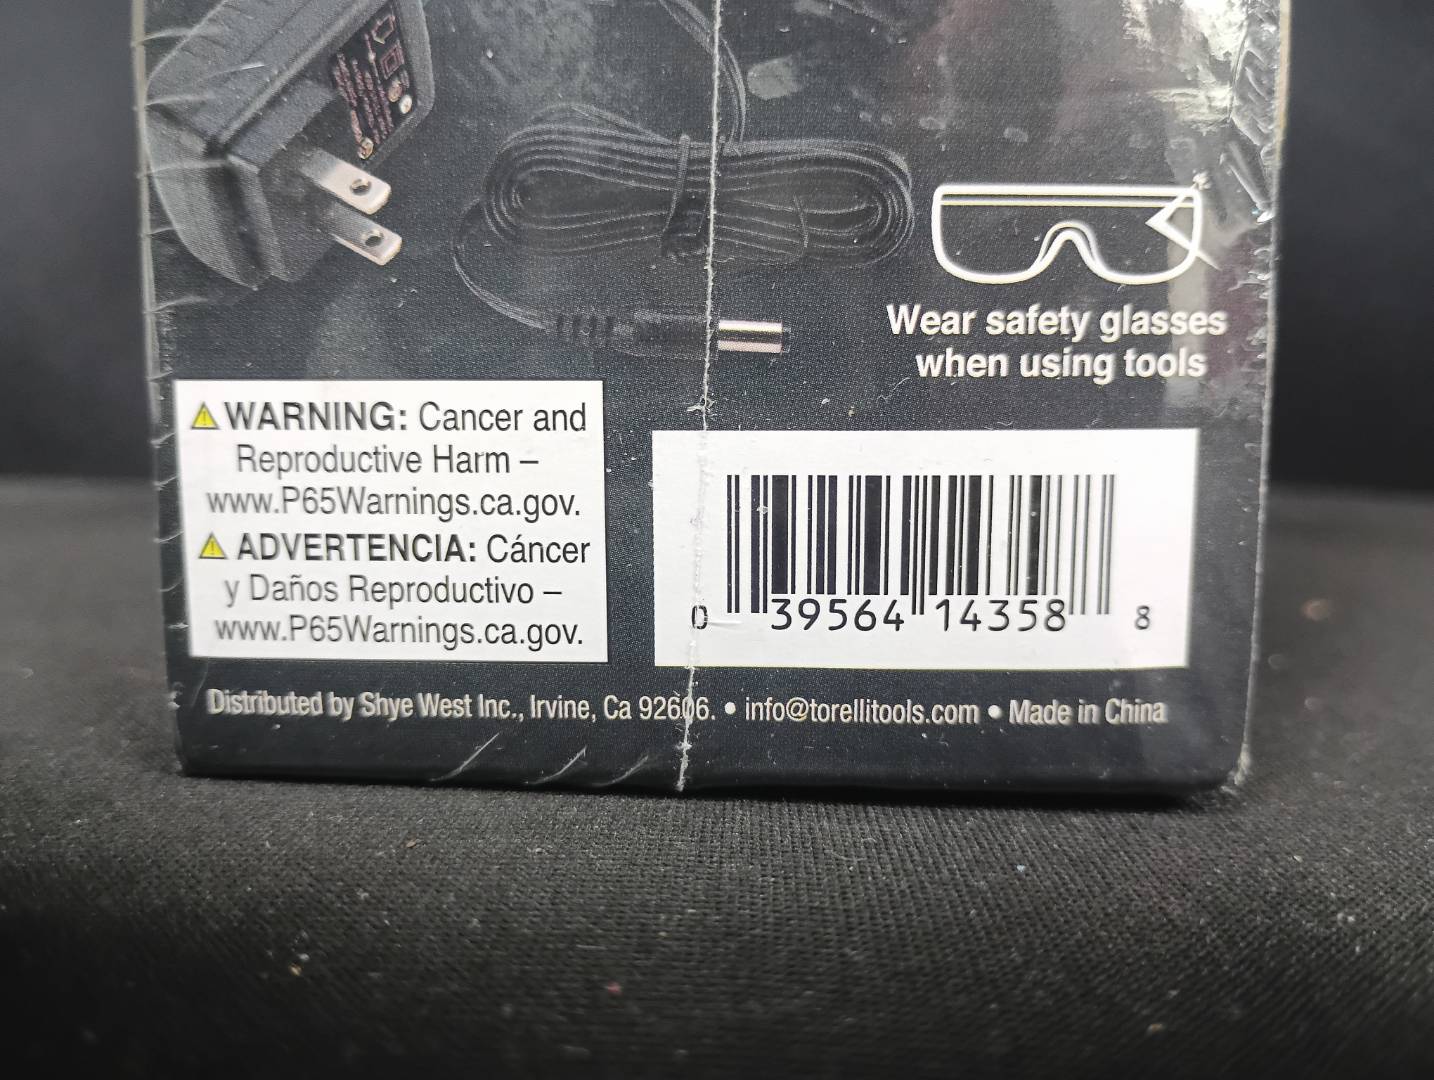 Wear safety glasses
when using tools
WARNING: Cancer and
Reproductive Harm –
www.P65Warnings.ca.gov.
ADVERTENCIA: Cáncer
y Daños Reproductivo –
www.P65Warnings.ca.gov.
0 39564 14358 8
Distributed by Shye West Inc., Irvine, Ca 92606. • info@torellitools.com • Made in China